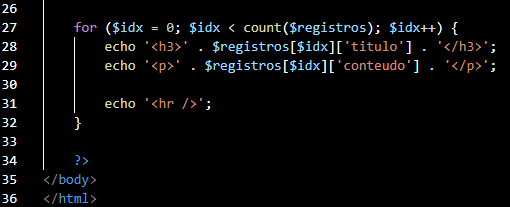 26
27 for ($idx = 0; $idx < count($registros); $idx++) {
28 echo '<h3>' . $registros[$idx]['titulo'] . '</h3>';
29 echo '<p>' . $registros[$idx]['conteudo'] . '</p>';
30
31 echo '<hr />';
32 }
33
34 ?>
35 </body>
36 </html>